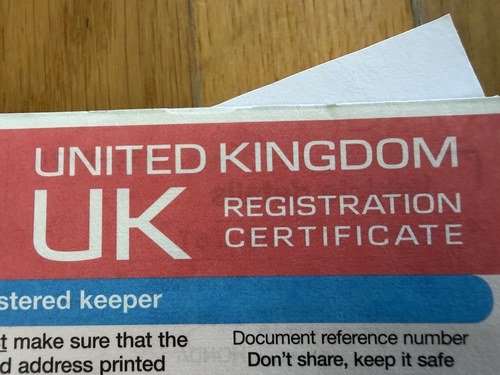 UNITED KINGDOM
UK REGISTRATION
CERTIFICATE
stered keeper
t make sure that the
d address printed
Document reference number
Don't share, keep it safe